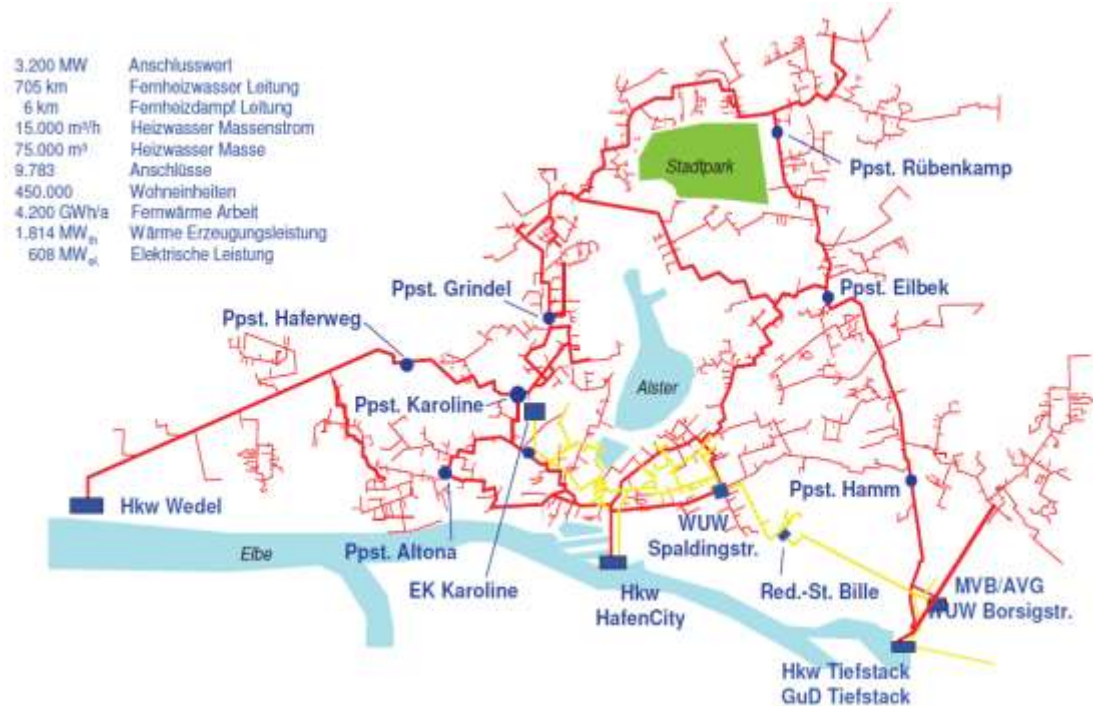 3.200 MW Anschlusswert
705 km Fernheizwasser Leitung
6 km Fernheizdampf Leitung
15.000 m³/h Heizwasser Massenstrom
75.000 m³ Heizwasser Masse
9.783 Anschlüsse
450.000 Wohneinheiten
4.200 GWh/a Fernwärme Arbeit
1.814 MWth Wärme Erzeugungsleistung
608 MWel. Elektrische Leistung
Stadtpark
Ppst. Rübenkamp
Ppst. Grindel
Ppst. Eilbek
Ppst. Haferweg
Alster
Ppst. Karoline
Hkw Wedel
Ppst. Hamm
Elbe
Ppst. Altona
WUW
Spaldingstr.
EK Karoline
Hkw
HafenCity
Red.-St. Bille
MVB/AVG
WUW Borsigstr.
Hkw Tiefstack
GuD Tiefstack